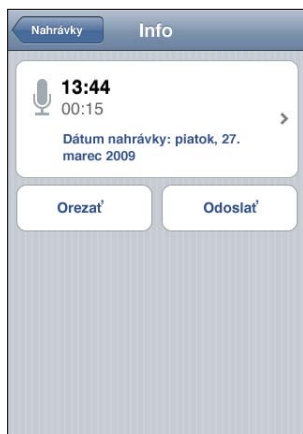 Nahrávky
Info
13:44
00:15
Dátum nahrávky: piatok, 27.
marec 2009
Orezať
Odoslať